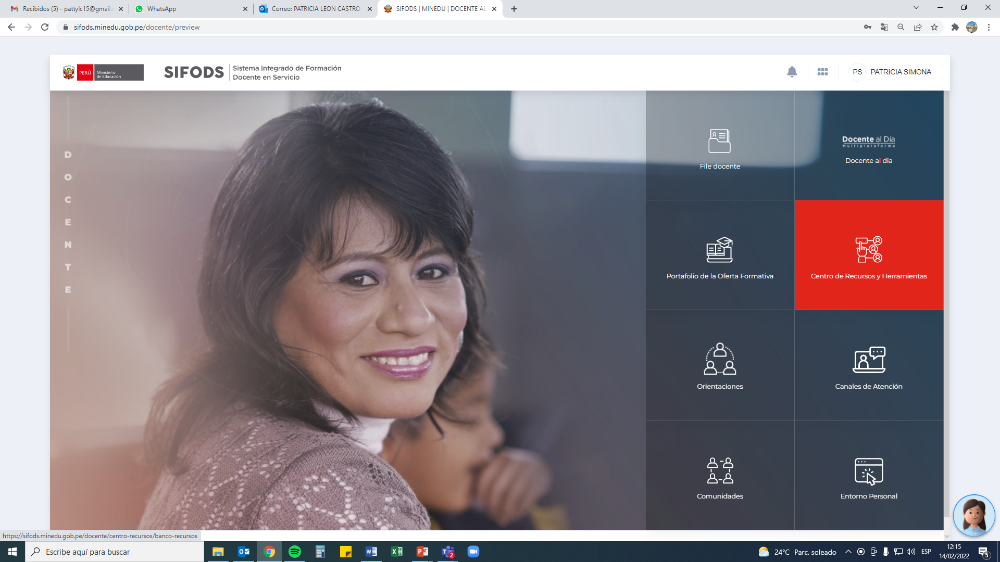 Recibidos (5) - pattylc15@gmail.c
WhatsApp
Correo: PATRICIA LEON CASTRO
SIFODS | MINEDU | DOCENTE AL
sifods.minedu.gob.pe/docente/preview
PERÚ
Ministerio
de Educación
SIFODS
Sistema Integrado de Formación
Docente en Servicio
PS
PATRICIA SIMONA
DOCENTE
File docente
Docente al Día
Multiplataforma
Docente al dia
Portafolio de la Oferta Formativa
Centro de Recursos y Herramientas
Orientaciones
Canales de Atención
Comunidades
Entorno Personal
https://sifods.minedu.gob.pe/docente/centro-recursos/banco-recursos
Escribe aquí para buscar
2
24°C Parc. soleado
ESP
12:15
14/02/2022
5